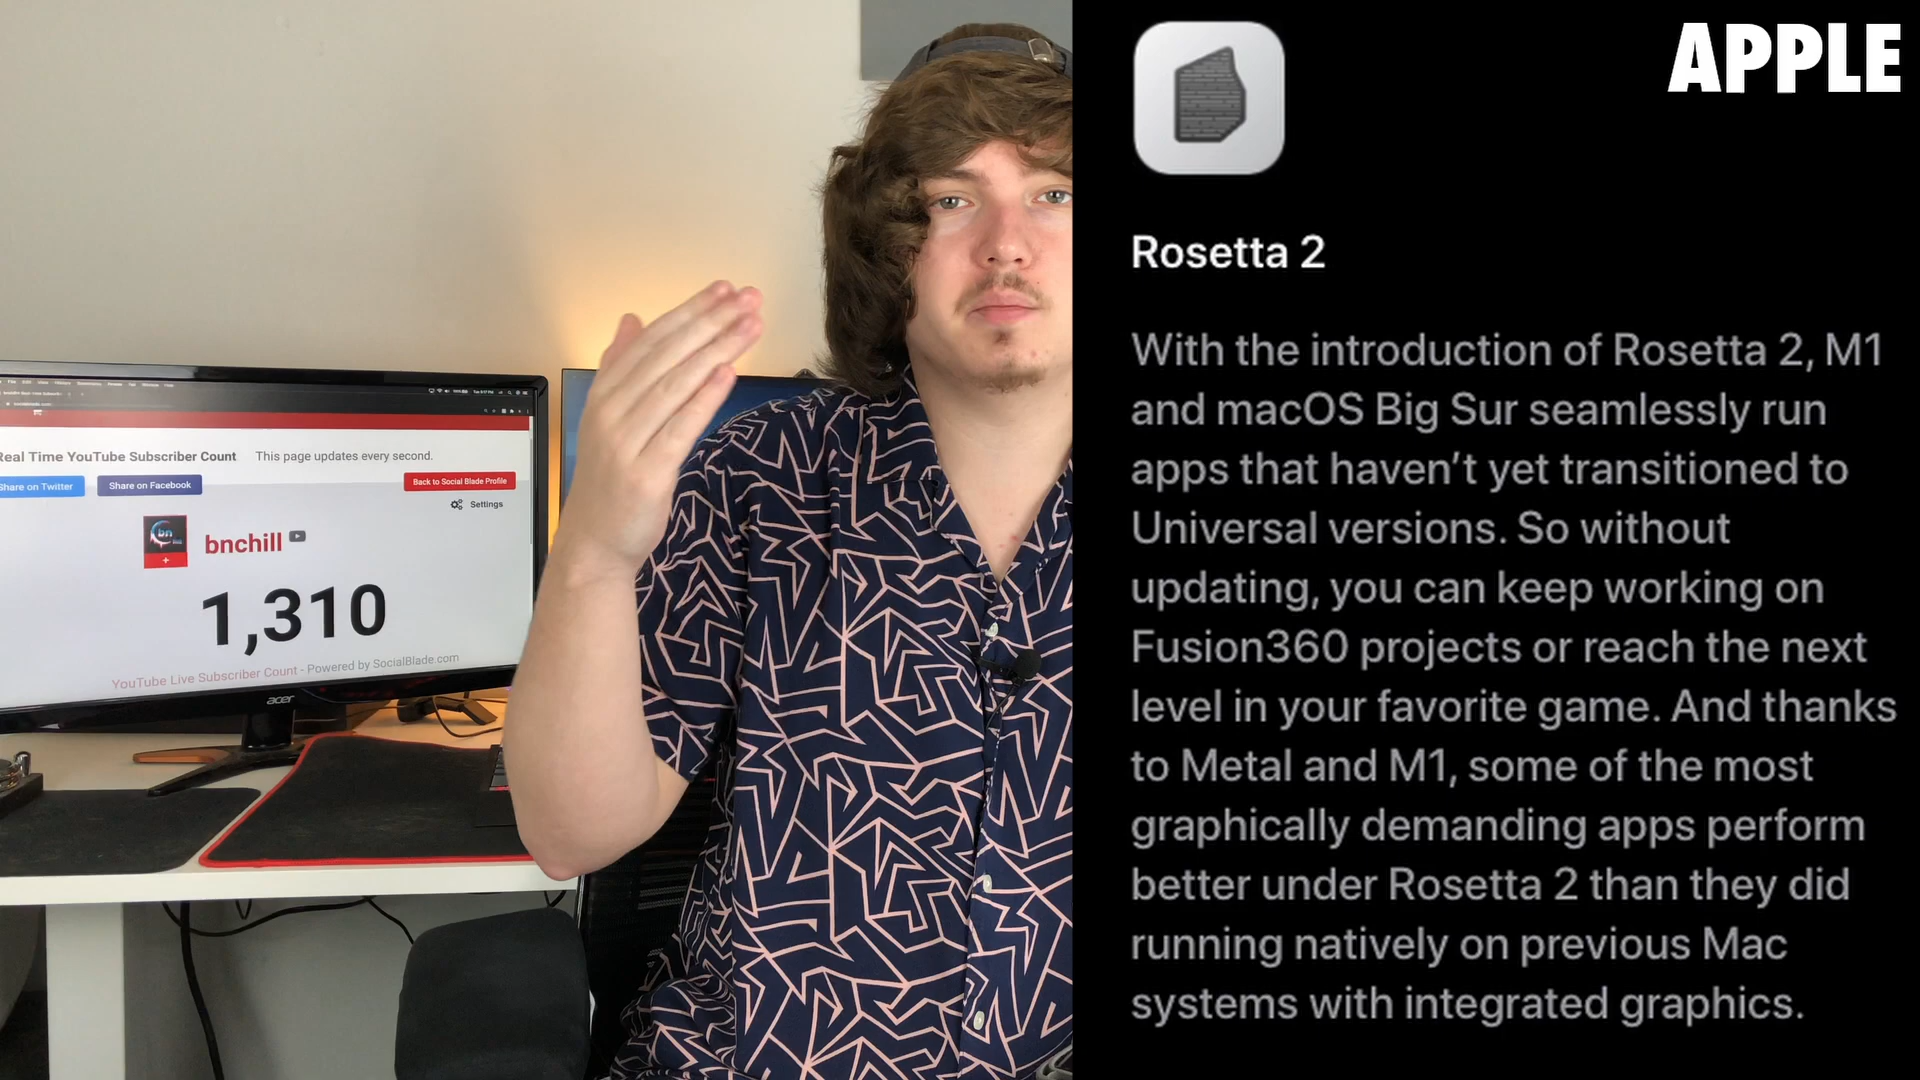 Real Time YouTube Subscriber Count This page updates every second.
Share on Twitter
Share on Facebook
Back to Social Blade Profile
Settings
bn
bnchill
+
1,310
YouTube Live Subscriber Count - Powered by SocialBlade.com
acer
APPLE
Rosetta 2
With the introduction of Rosetta 2, M1
and macOS Big Sur seamlessly run
apps that haven’t yet transitioned to
Universal versions. So without
updating, you can keep working on
Fusion360 projects or reach the next
level in your favorite game. And thanks
to Metal and M1, some of the most
graphically demanding apps perform
better under Rosetta 2 than they did
running natively on previous Mac
systems with integrated graphics.